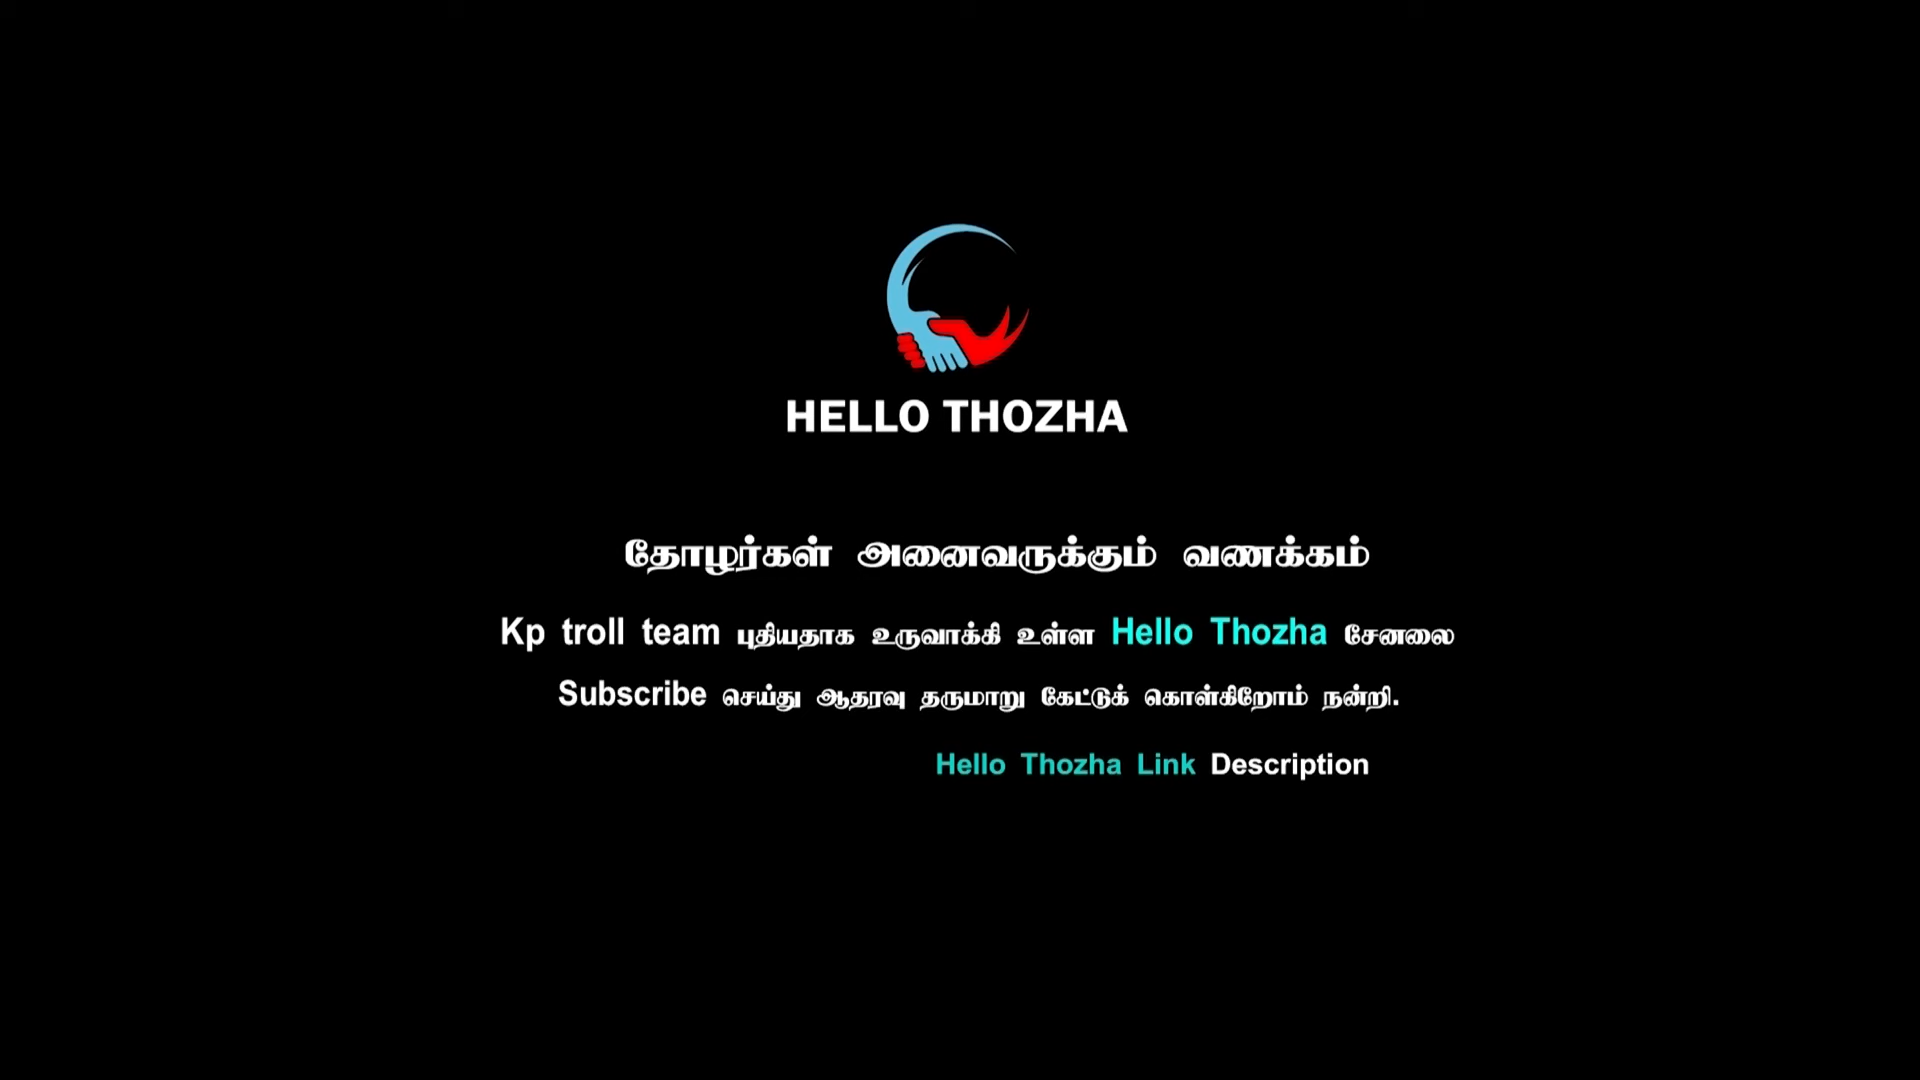 HELLO THOZHA
தோழர்கள் அனைவருக்கும் வணக்கம்
Kp troll team புதியதாக உருவாக்கி உள்ள Hello Thozha சேனலை
Subscribe செய்து ஆதரவு தருமாறு கேட்டுக் கொள்கிறோம் நன்றி.
Hello Thozha Link Description